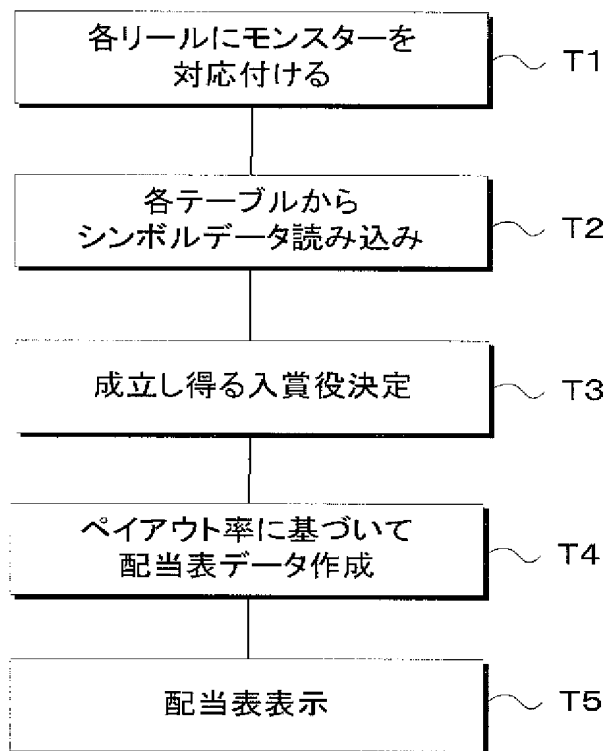 各リールにモンスターを
対応付ける
T1
各テーブルから
シンボルデータ読み込み
T2
成立し得る入賞役決定
T3
ペイアウト率に基づいて
配当表データ作成
T4
配当表表示
T5